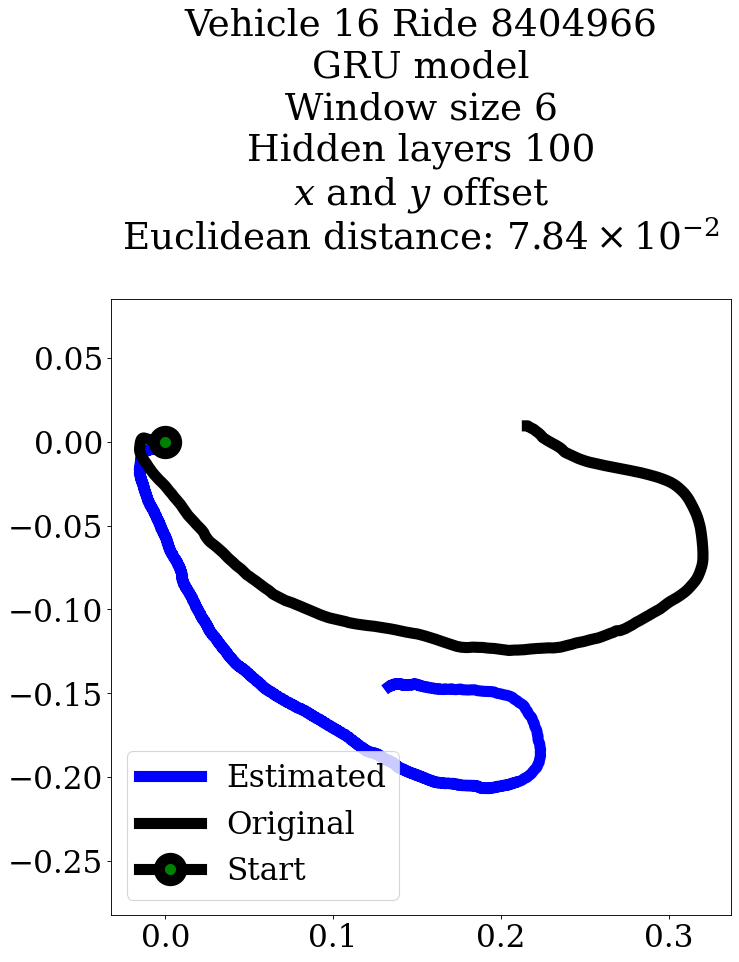 Vehicle 16 Ride 8404966
GRU model
Window size 6
Hidden layers 100
x and y offset
Euclidean distance: 7.84 × 10⁻²
0.05
0.00
−0.05
−0.10
−0.15
−0.20
−0.25
Estimated
Original
Start
0.0 0.1 0.2 0.3